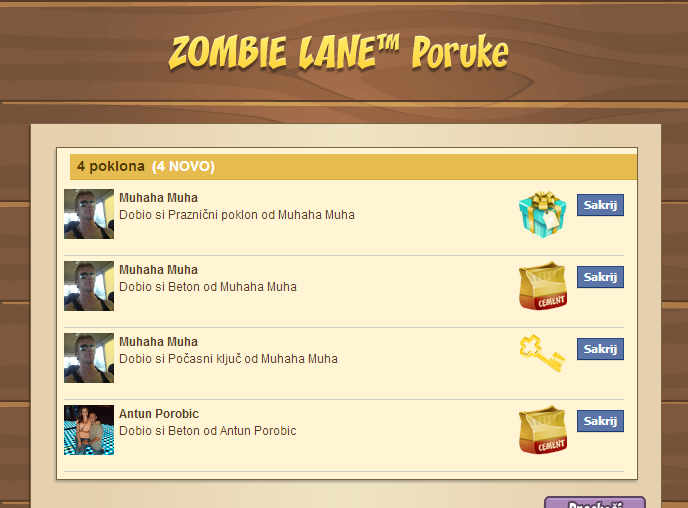 ZOMBIE LANE™ Poruke
4 poklona (4 NOVO)
Muhaha Muha
Dobio si Praznični poklon od Muhaha Muha
Sakrij
Muhaha Muha
Dobio si Beton od Muhaha Muha
CEMENT
Sakrij
Muhaha Muha
Dobio si Počasni ključ od Muhaha Muha
Sakrij
Antun Porobic
Dobio si Beton od Antun Porobic
CEMENT
Sakrij